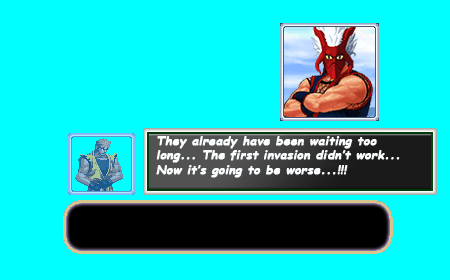 They already have been waiting too
long... The first invasion didn't work...
Now it's going to be worse...!!!